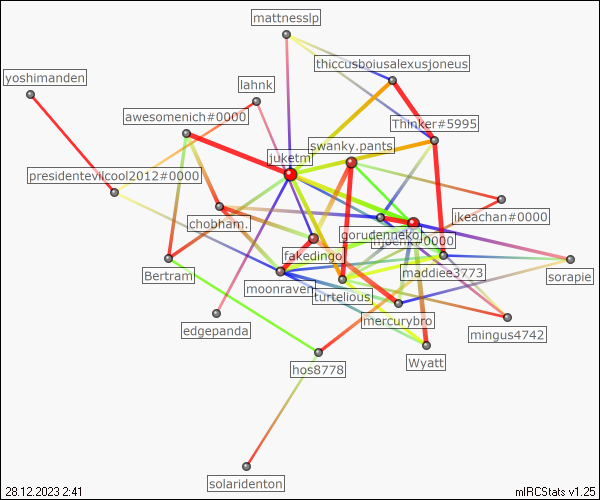 mattnesslp
thiccusboiusalexusjoneus
yoshimanden
lahnk
awesomenich#0000
Thinker#5995
swanky.pants
juketm
presidentevilcool2012#0000
chobham.
ikeachan#0000
gorudenneko
#0000
fakedingo
maddiee3773
Bertram
moonraven
sorapie
turtelious
mercurybro
edgepanda
mingus4742
Wyatt
hos8778
solaridenton
28.12.2023 2:41
mIRCStats v1.25